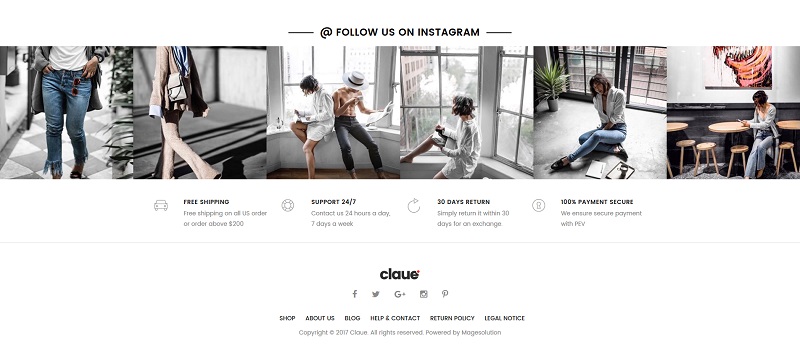 @ FOLLOW US ON INSTAGRAM
FREE SHIPPING
Free shipping on all US order
or order above $200
SUPPORT 24/7
Contact us 24 hours a day,
7 days a week
30 DAYS RETURN
Simply return it within 30
days for an exchange.
100% PAYMENT SECURE
We ensure secure payment
with PEV
claue
SHOP ABOUT US BLOG HELP & CONTACT RETURN POLICY LEGAL NOTICE
Copyright © 2017 Claue. All rights reserved. Powered by Magesolution